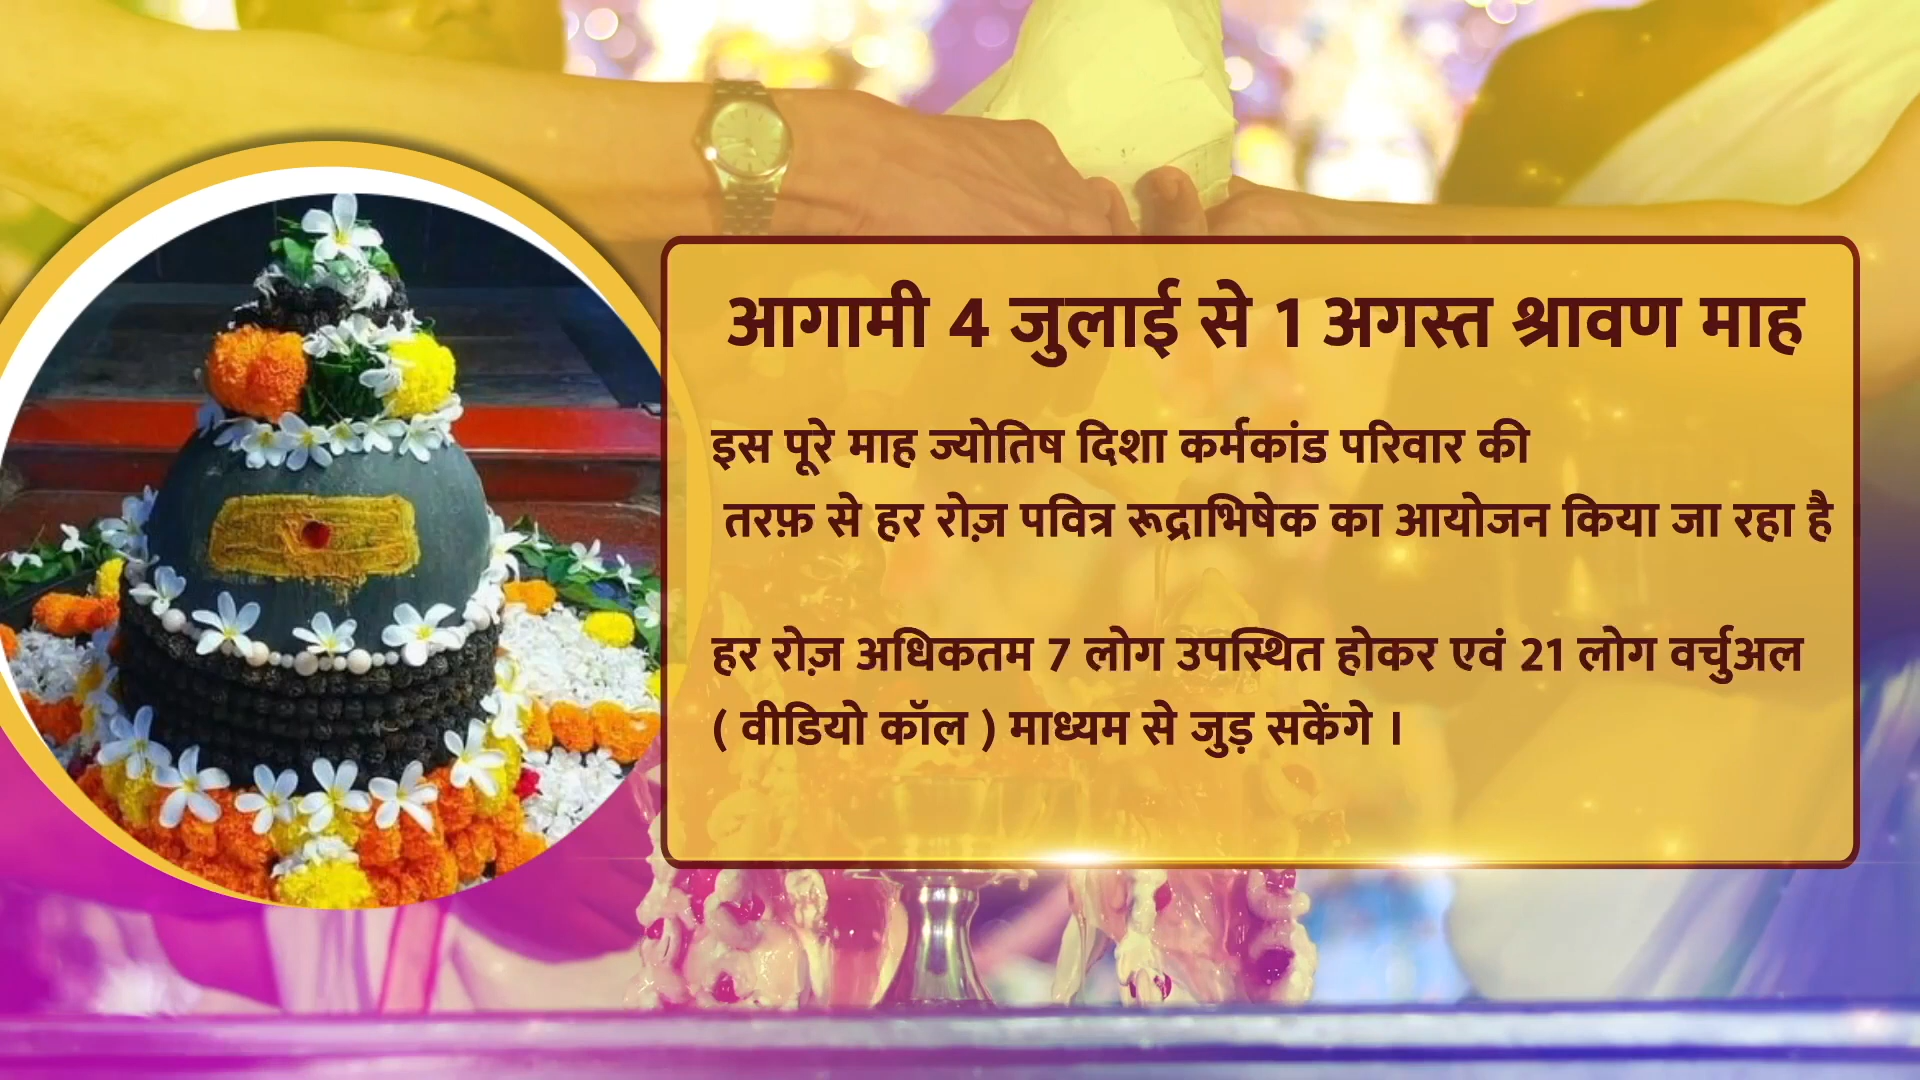 आगामी 4 जुलाई से 1 अगस्त श्रावण माह
इस पूरे माह ज्योतिष दिशा कर्मकांड परिवार की
तरफ़ से हर रोज़ पवित्र रूद्राभिषेक का आयोजन किया जा रहा है
हर रोज़ अधिकतम 7 लोग उपस्थित होकर एवं 21 लोग वर्चुअल
( वीडियो कॉल ) माध्यम से जुड़ सकेंगे ।